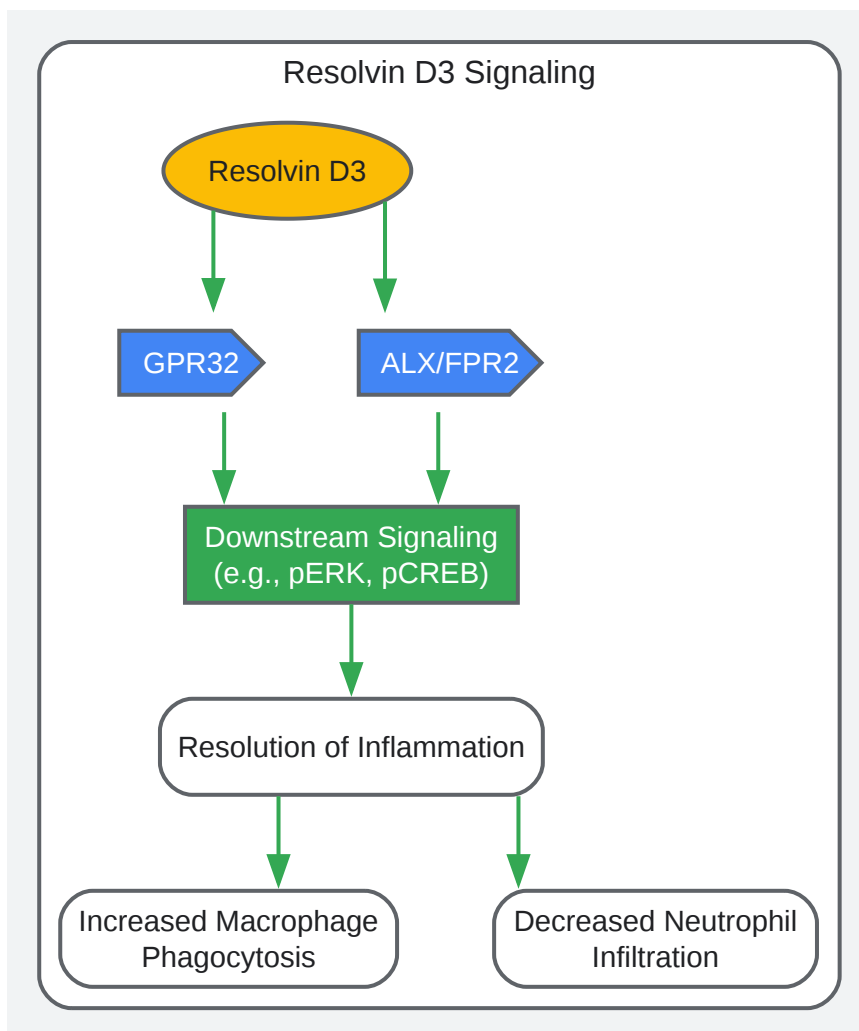 Resolvin D3 Signaling
Resolvin D3
GPR32
ALX/FPR2
Downstream Signaling
(e.g., pERK, pCREB)
Resolution of Inflammation
Increased Macrophage
Phagocytosis
Decreased Neutrophil
Infiltration